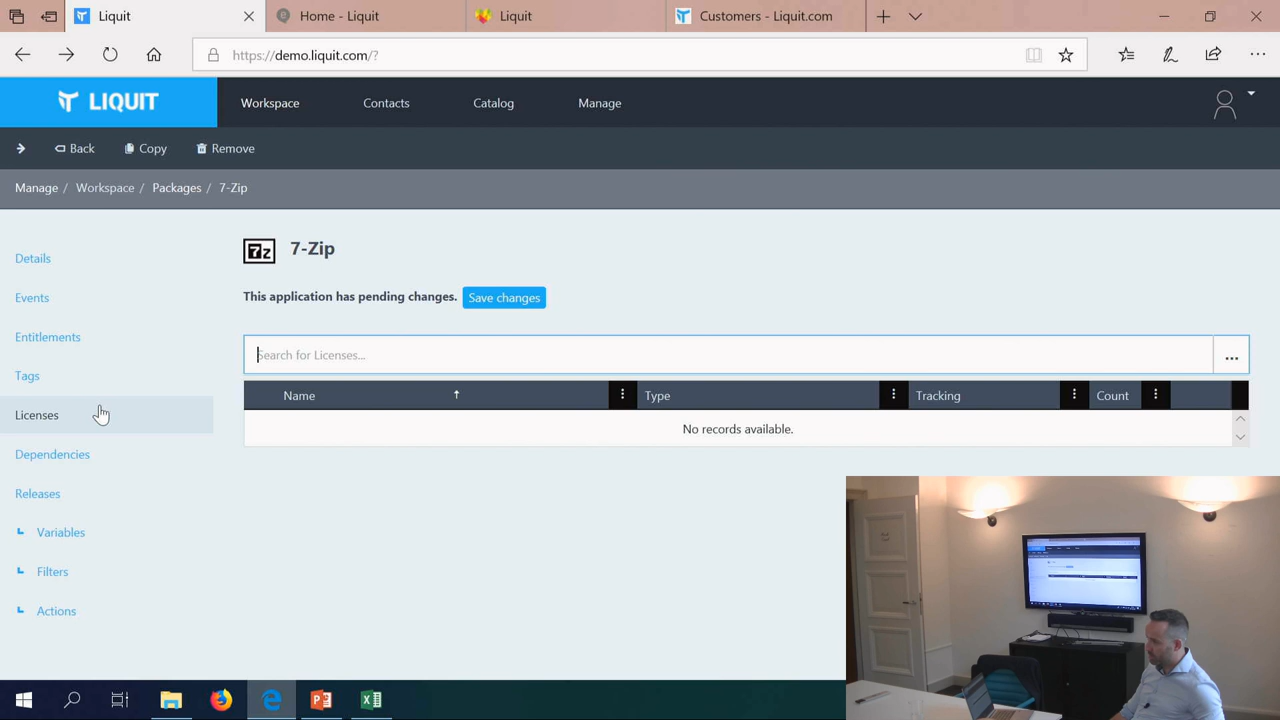 Liquit
Home - Liquit
Liquit
Customers - Liquit.com
https://demo.liquit.com/?
LIQUIT
Workspace
Contacts
Catalog
Manage
Back
Copy
Remove
Manage / Workspace / Packages / 7-Zip
Details
Events
Entitlements
Tags
Licenses
Dependencies
Releases
Variables
Filters
Actions
7z
7-Zip
This application has pending changes. Save changes
Search for Licenses...
...
Name
Type
Tracking
Count
No records available.